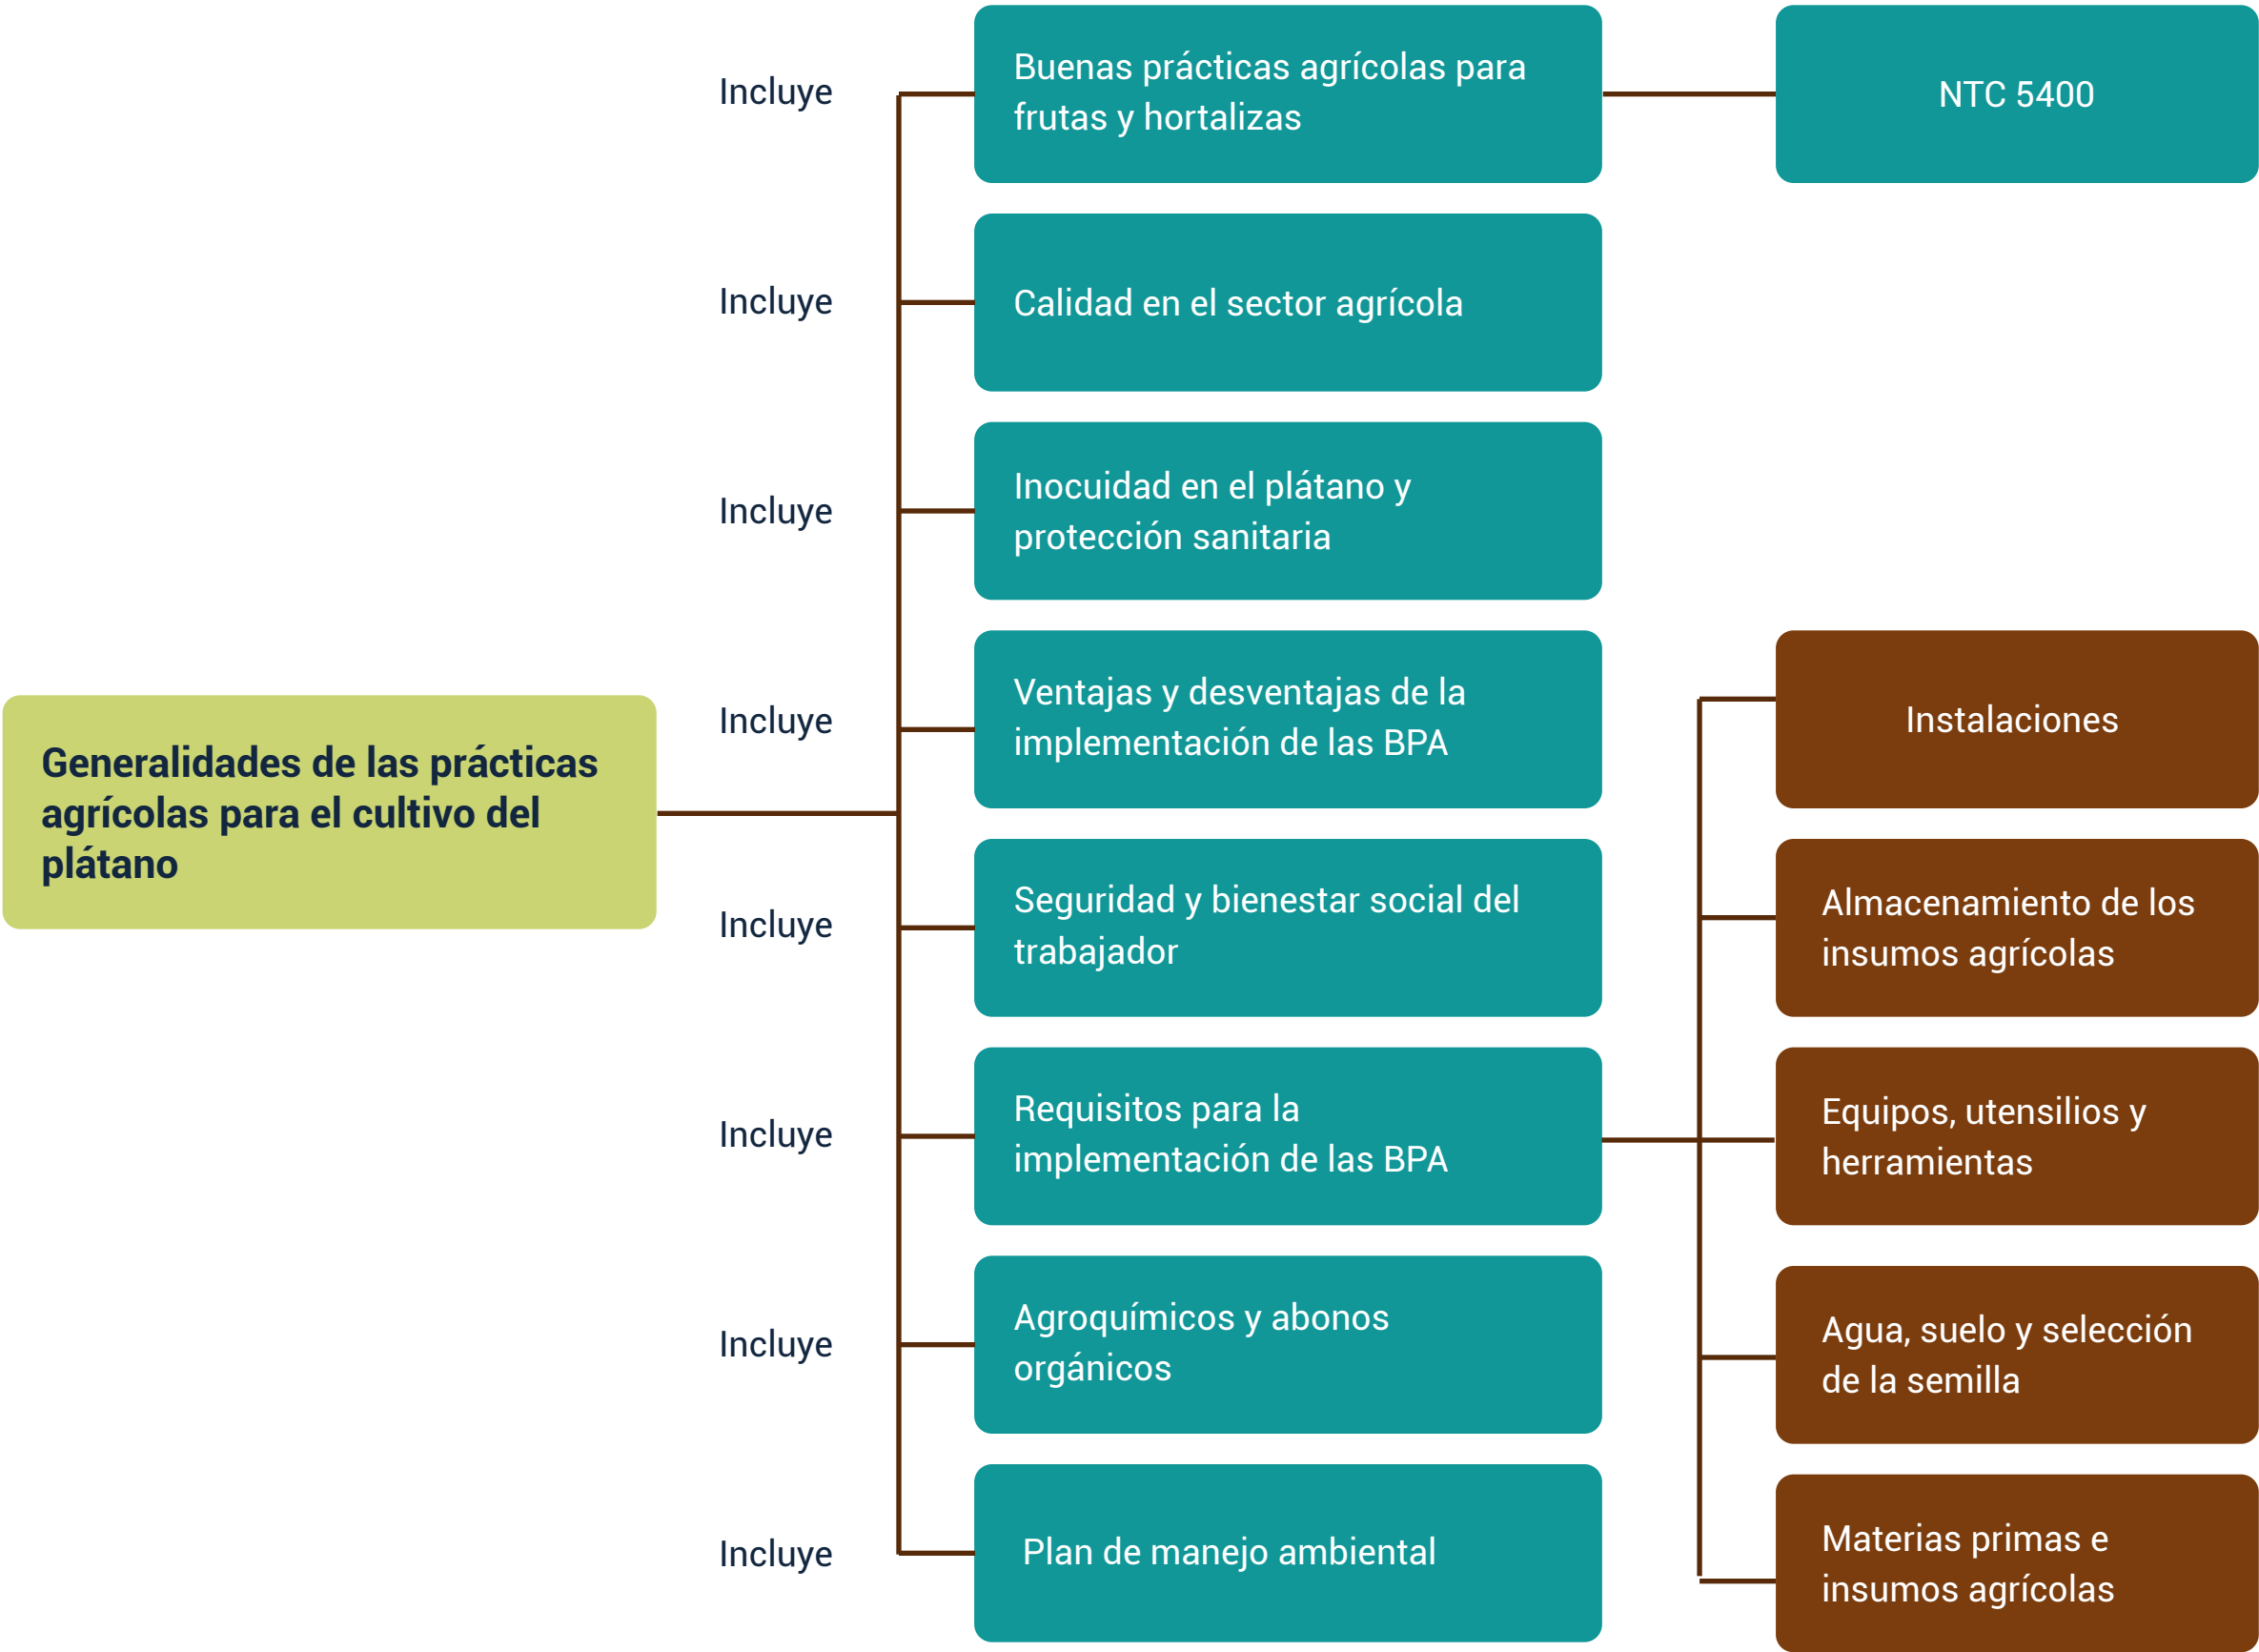 Generalidades de las prácticas
agrícolas para el cultivo del
plátano
Incluye
Buenas prácticas agrícolas para
frutas y hortalizas
NTC 5400
Incluye
Calidad en el sector agrícola
Incluye
Inocuidad en el plátano y
protección sanitaria
Incluye
Ventajas y desventajas de la
implementación de las BPA
Incluye
Seguridad y bienestar social del
trabajador
Incluye
Requisitos para la
implementación de las BPA
Instalaciones
Almacenamiento de los
insumos agrícolas
Equipos, utensilios y
herramientas
Agua, suelo y selección
de la semilla
Materias primas e
insumos agrícolas
Incluye
Agroquímicos y abonos
orgánicos
Incluye
Plan de manejo ambiental